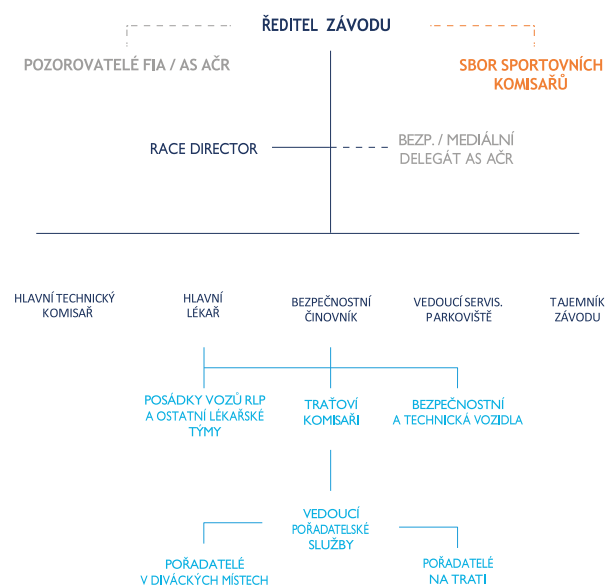 ŘEDITEL ZÁVODU
POZOROVATELÉ FIA / AS AČR
SBOR SPORTOVNÍCH
KOMISAŘŮ
RACE DIRECTOR
BEZP. / MEDIÁLNÍ
DELEGÁT AS AČR
HLAVNÍ TECHNICKÝ
KOMISAŘ
HLAVNÍ
LÉKAŘ
BEZPEČNOSTNÍ
ČINOVNÍK
VEDOUCÍ SERVIS.
PARKOVIŠTĚ
TAJEMNÍK
ZÁVODU
POSÁDKY VOZŮ RLP
A OSTATNÍ LÉKAŘSKÉ
TÝMY
TRAŤOVÍ
KOMISAŘI
BEZPEČNOSTNÍ
A TECHNICKÁ VOZIDLA
VEDOUCÍ
POŘADATELSKÉ
SLUŽBY
POŘADATELÉ
V DIVÁCKÝCH MÍSTECH
POŘADATELÉ
NA TRATI